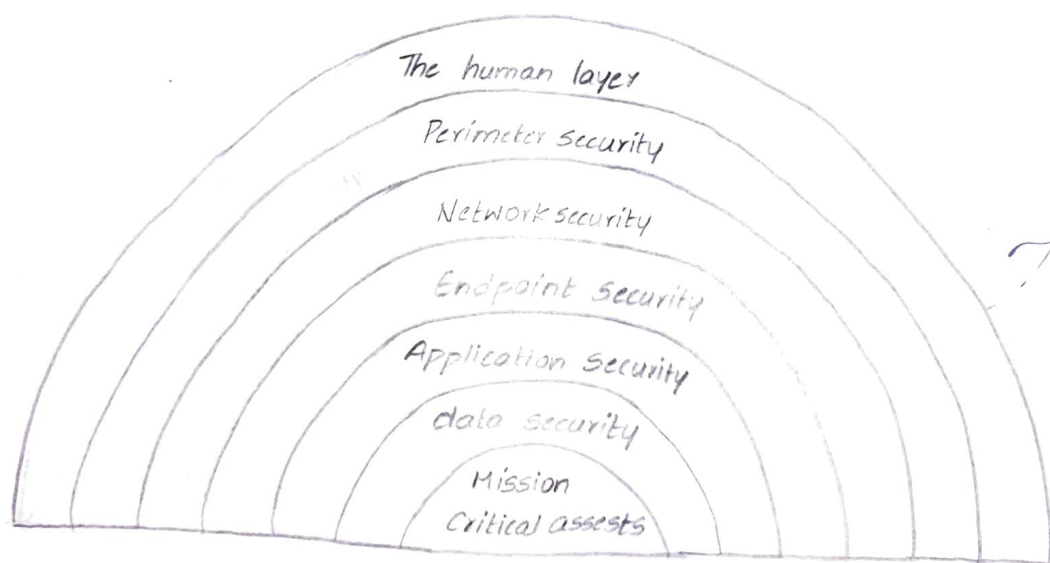 The human layer
Perimeter security
Network security
Endpoint security
Application security
data security
Mission
Critical assests